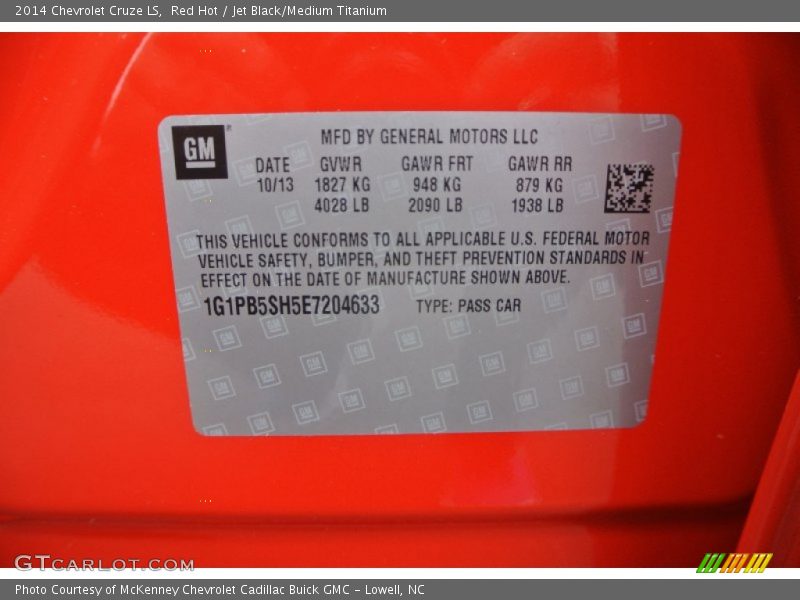 2014 Chevrolet Cruze LS,  Red Hot / Jet Black/Medium Titanium
GM
MFD BY GENERAL MOTORS LLC
DATE GVWR GAWR FRT GAWR RR
10/13 1827 KG 948 KG 879 KG
4028 LB 2090 LB 1938 LB
THIS VEHICLE CONFORMS TO ALL APPLICABLE U.S. FEDERAL MOTOR
VEHICLE SAFETY, BUMPER, AND THEFT PREVENTION STANDARDS IN
EFFECT ON THE DATE OF MANUFACTURE SHOWN ABOVE.
1G1PB5SH5E7204633 TYPE: PASS CAR
GTCARLOT.COM
Photo Courtesy of McKenney Chevrolet Cadillac Buick GMC - Lowell, NC